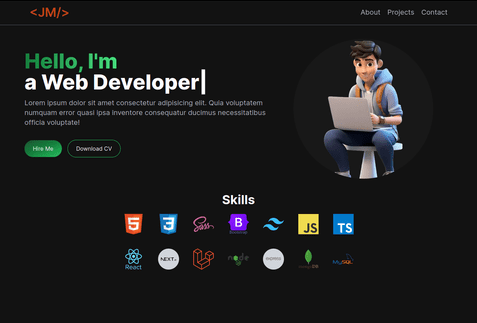 <JM/>
About Projects Contact
Hello, I'm
a Web Developer
Lorem ipsum dolor sit amet consectetur adipisicing elit. Quia voluptatem
numquam error quasi ipsa inventore consequatur ducimus necessitatibus
officia voluptate!
Hire Me Download CV
Skills
5 3 Sass B JS TS
React NEXT.js node express mongoDB MySQL